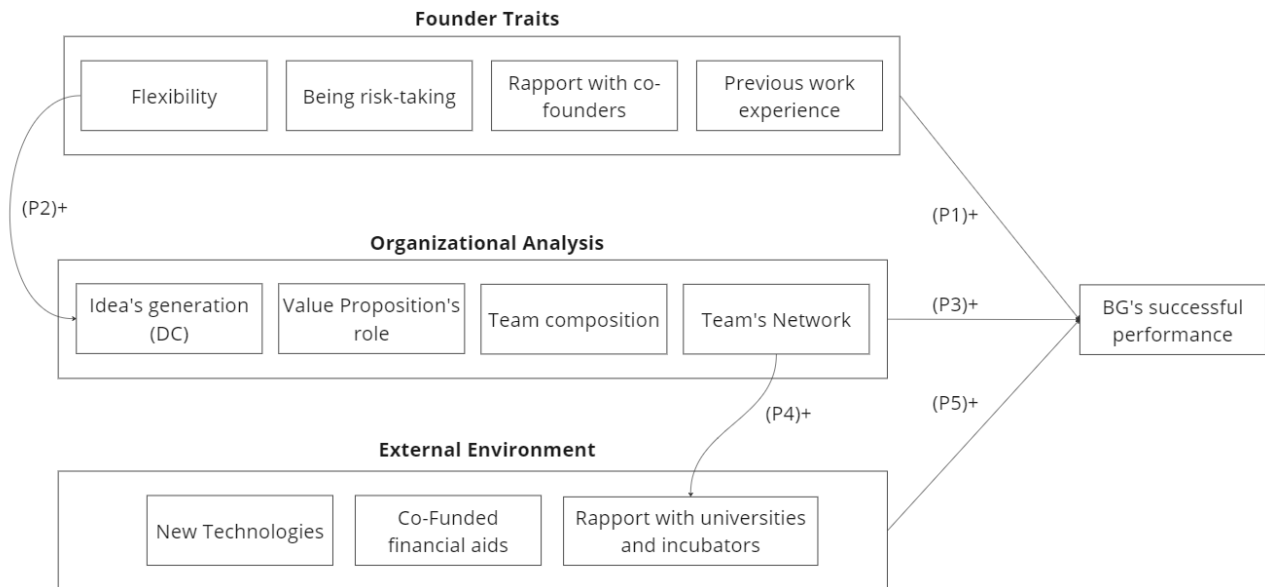 Founder Traits
Flexibility
Being risk-taking
Rapport with co-
founders
Previous work
experience
(P2)+
(P1)+
Organizational Analysis
Idea's generation
(DC)
Value Proposition's
role
Team composition
Team's Network
(P3)+
BG's successful
performance
(P4)+
(P5)+
External Environment
New Technologies
Co-Funded
financial aids
Rapport with universities
and incubators